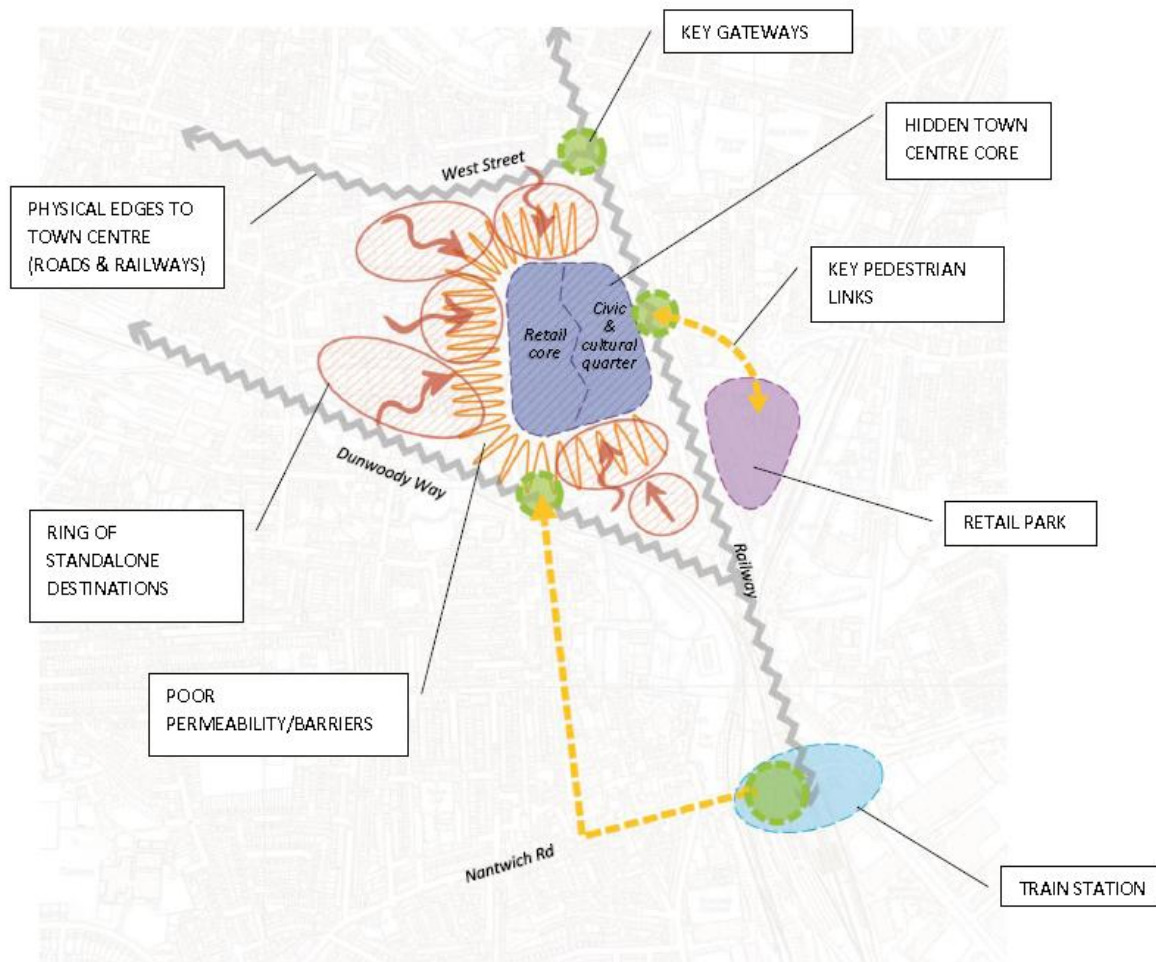 KEY GATEWAYS
HIDDEN TOWN
CENTRE CORE
West Street
PHYSICAL EDGES TO
TOWN CENTRE
(ROADS & RAILWAYS)
KEY PEDESTRIAN
LINKS
Retail
core
Civic
&
cultural
quarter
Dunwoody Way
RING OF
STANDALONE
DESTINATIONS
RETAIL PARK
Railway
POOR
PERMEABILITY/BARRIERS
Nantwich Rd
TRAIN STATION